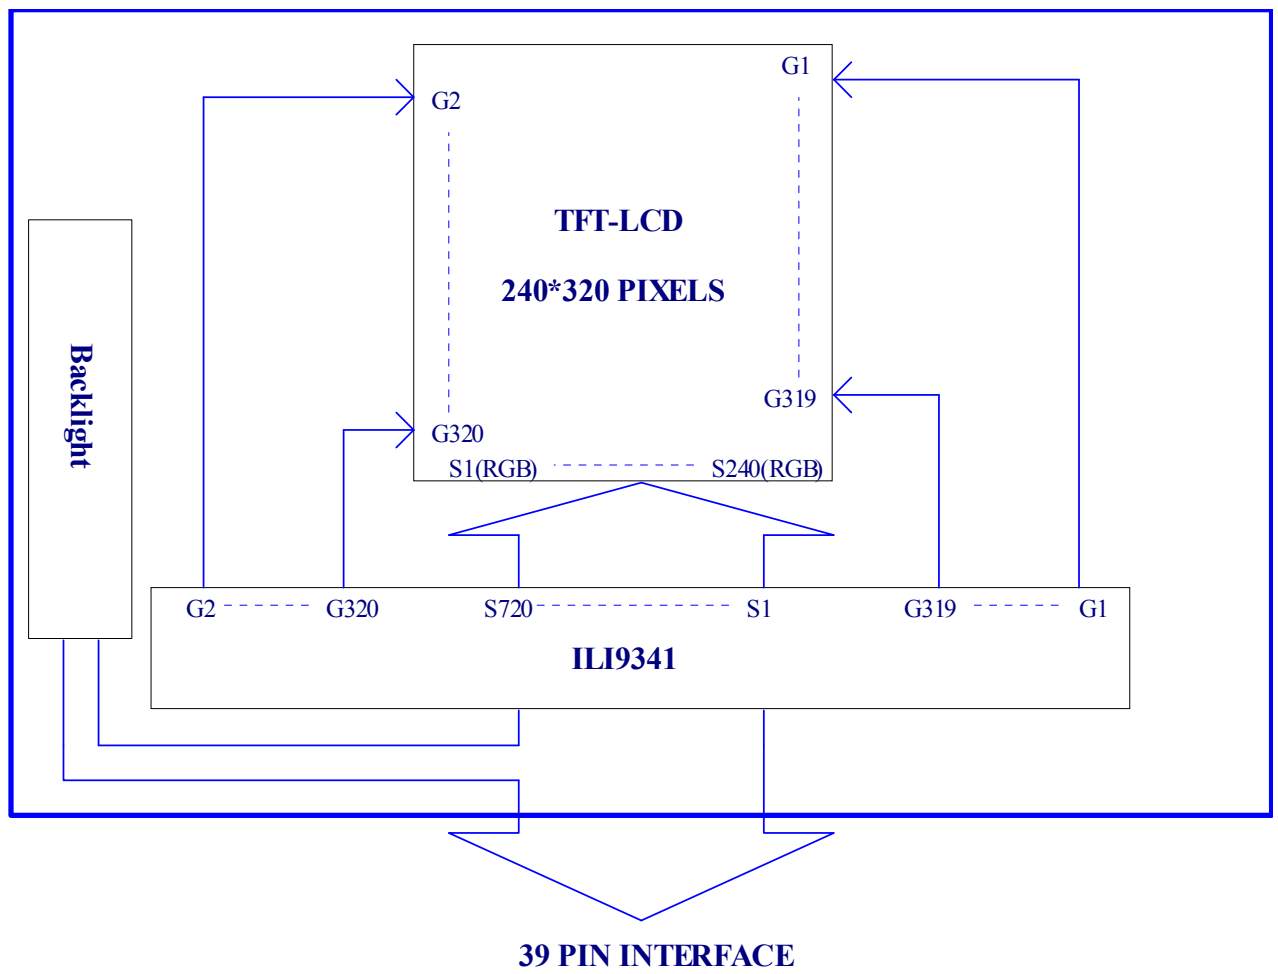 G1
G2
TFT-LCD
240*320 PIXELS
Backlight
G319
G320
S1(RGB) S240(RGB)
G2 G320 S720 S1 G319 G1
ILI9341
39 PIN INTERFACE